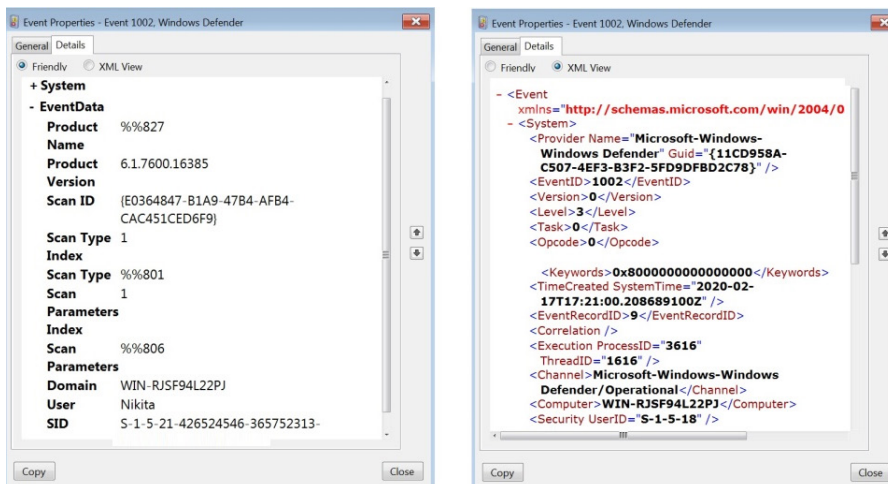 Event Properties - Event 1002, Windows Defender
General Details
Friendly XML View
+ System
- EventData
Product %%827
Name
Product 6.1.7600.16385
Version
Scan ID {E0364847-B1A9-47B4-AFB4-
CAC451CED6F9}
Scan Type 1
Index
Scan Type %%801
Scan 1
Parameters
Index
Scan %%806
Parameters
Domain WIN-RJSF94L22PJ
User Nikita
SID S-1-5-21-426524546-365752313-
Copy Close
Event Properties - Event 1002, Windows Defender
General Details
Friendly XML View
- <Event
xmlns="http://schemas.microsoft.com/win/2004/0
- <System>
<Provider Name="Microsoft-Windows-
Windows Defender" Guid="{11CD958A-
C507-4EF3-B3F2-5FD9DFBD2C78}" />
<EventID>1002</EventID>
<Version>0</Version>
<Level>3</Level>
<Task>0</Task>
<Opcode>0</Opcode>
<Keywords>0x8000000000000000</Keywords>
<TimeCreated SystemTime="2020-02-
17T17:21:00.208689100Z" />
<EventRecordID>9</EventRecordID>
<Correlation />
<Execution ProcessID="3616"
ThreadID="1616" />
<Channel>Microsoft-Windows-Windows
Defender/Operational</Channel>
<Computer>WIN-RJSF94L22PJ</Computer>
<Security UserID="S-1-5-18" />
Copy Close